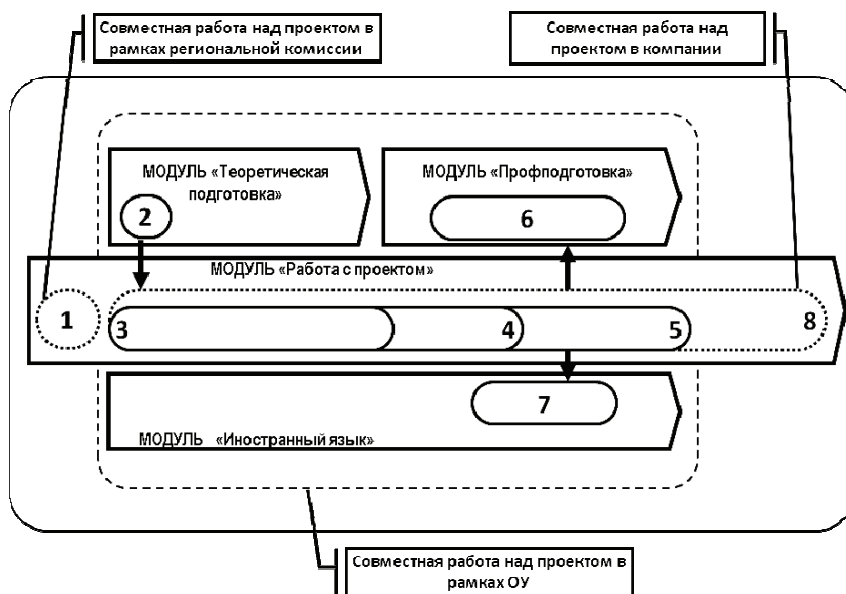 Совместная работа над проектом в
рамках региональной комиссии
Совместная работа над
проектом в компании
МОДУЛЬ «Теоретическая
подготовка»
2
МОДУЛЬ «Профподготовка»
6
МОДУЛЬ «Работа с проектом»
1
3
4
5
8
7
МОДУЛЬ «Иностранный язык»
Совместная работа над проектом в
рамках ОУ